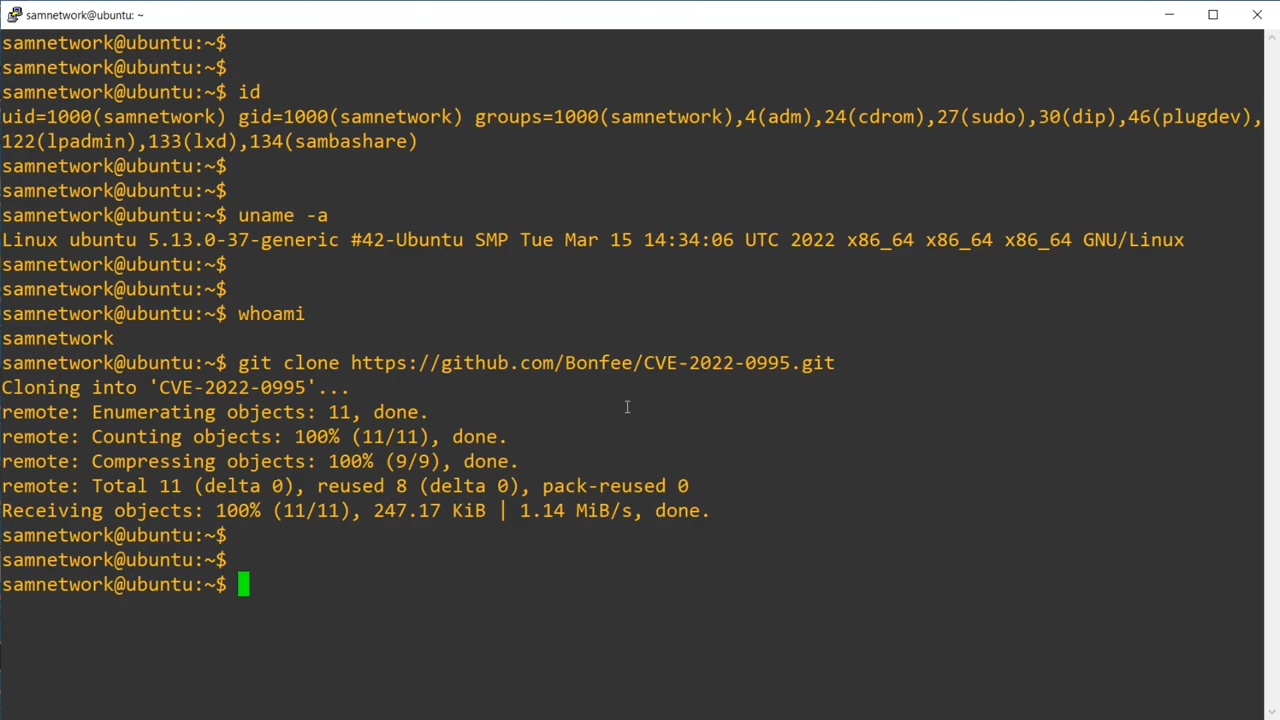 samnetwork@ubuntu: ~
samnetwork@ubuntu:~$
samnetwork@ubuntu:~$
samnetwork@ubuntu:~$ id
uid=1000(samnetwork) gid=1000(samnetwork) groups=1000(samnetwork),4(adm),24(cdrom),27(sudo),30(dip),46(plugdev),
122(lpadmin),133(lxd),134(sambashare)
samnetwork@ubuntu:~$
samnetwork@ubuntu:~$
samnetwork@ubuntu:~$ uname -a
Linux ubuntu 5.13.0-37-generic #42-Ubuntu SMP Tue Mar 15 14:34:06 UTC 2022 x86_64 x86_64 x86_64 GNU/Linux
samnetwork@ubuntu:~$
samnetwork@ubuntu:~$
samnetwork@ubuntu:~$ whoami
samnetwork
samnetwork@ubuntu:~$ git clone https://github.com/Bonfee/CVE-2022-0995.git
Cloning into 'CVE-2022-0995'...
remote: Enumerating objects: 11, done.
remote: Counting objects: 100% (11/11), done.
remote: Compressing objects: 100% (9/9), done.
remote: Total 11 (delta 0), reused 8 (delta 0), pack-reused 0
Receiving objects: 100% (11/11), 247.17 KiB | 1.14 MiB/s, done.
samnetwork@ubuntu:~$
samnetwork@ubuntu:~$
samnetwork@ubuntu:~$